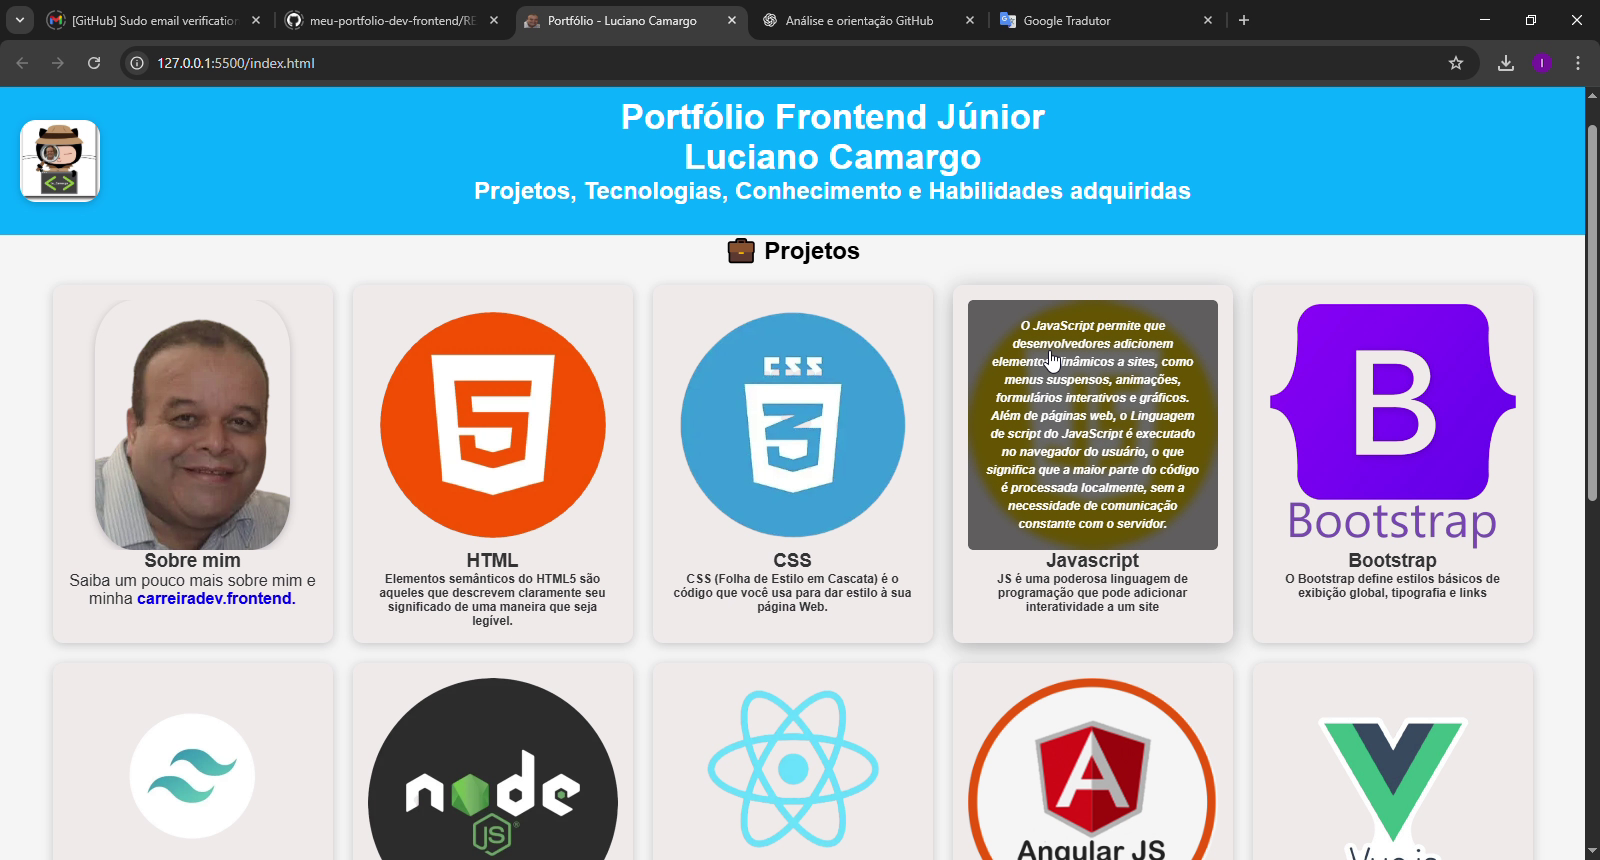 [GitHub] Sudo email verification
meu-portfolio-dev-frontend/RE
Portfólio - Luciano Camargo
Análise e orientação GitHub
Google Tradutor
127.0.0.1:5500/index.html
I
Portfólio Frontend Júnior
Luciano Camargo
Projetos, Tecnologias, Conhecimento e Habilidades adquiridas
Projetos
Sobre mim
Saiba um pouco mais sobre mim e
minha carreiradev.frontend.
5
HTML
Elementos semânticos do HTML5 são
aqueles que descrevem claramente seu
significado de uma maneira que seja
legível.
CSS
3
CSS
CSS (Folha de Estilo em Cascata) é o
código que você usa para dar estilo à sua
página Web.
O JavaScript permite que
desenvolvedores adicionem
elementos dinâmicos a sites, como
menus suspensos, animações,
formulários interativos e gráficos.
Além de páginas web, o Linguagem
de script do JavaScript é executado
no navegador do usuário, o que
significa que a maior parte do código
é processada localmente, sem a
necessidade de comunicação
constante com o servidor.
Javascript
JS é uma poderosa linguagem de
programação que pode adicionar
interatividade a um site
B
Bootstrap
Bootstrap
O Bootstrap define estilos básicos de
exibição global, tipografia e links
node
JS
A
Angular JS
Vue.js